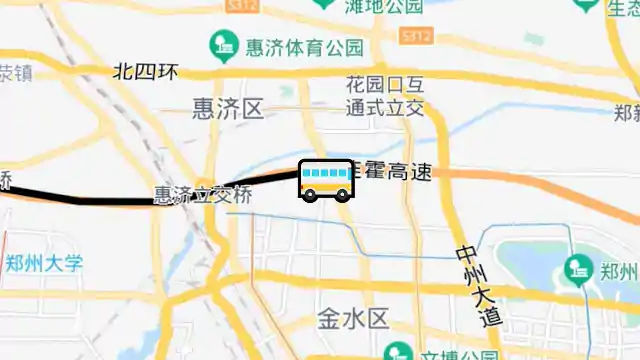 滩地公园
S312
S312
生态
惠济体育公园
北四环
荥镇
花园口互
通式立交
惠济区
郑新
霍高速
桥
惠济立交桥
郑州大学
中州大道
郑州
金水区
文博公园